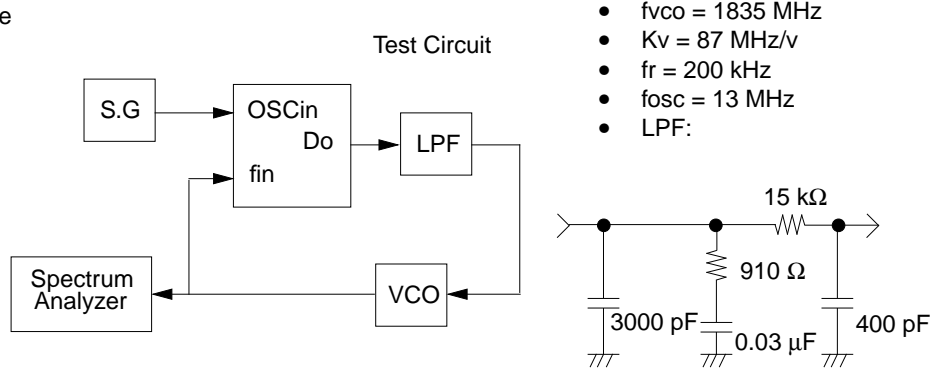 e
Test Circuit
S.G
OSCin
Do
fin
LPF
VCO
Spectrum
Analyzer
• fvco = 1835 MHz
• Kv = 87 MHz/v
• fr = 200 kHz
• fosc = 13 MHz
• LPF:
15 kΩ
910 Ω
3000 pF
0.03 μF
400 pF